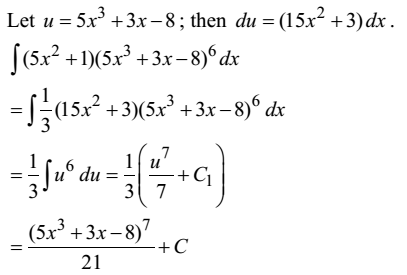 Let u = 5x³ + 3x − 8; then du = (15x² + 3) dx.
∫(5x² + 1)(5x³ + 3x − 8)⁶ dx
= ∫ 1/3 (15x² + 3)(5x³ + 3x − 8)⁶ dx
= 1/3 ∫ u⁶ du = 1/3 (u⁷/7 + C₁)
= (5x³ + 3x − 8)⁷/21 + C